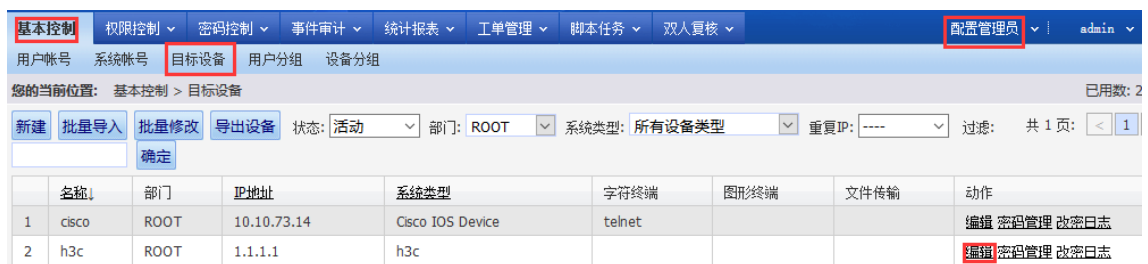 基本控制 权限控制 密码控制 事件审计 统计报表 工单管理 脚本任务 双人复核 配置管理员 admin
用户帐号 系统帐号 目标设备 用户分组 设备分组
您的当前位置: 基本控制 > 目标设备 已用数: 2
新建 批量导入 批量修改 导出设备 状态: 活动 部门: ROOT 系统类型: 所有设备类型 重复IP: ---- 过滤: 共 1 页: < 1
确定
名称↓ 部门 IP地址 系统类型 字符终端 图形终端 文件传输 动作
1 cisco ROOT 10.10.73.14 Cisco IOS Device telnet 编辑 密码管理 改密日志
2 h3c ROOT 1.1.1.1 h3c 编辑 密码管理 改密日志